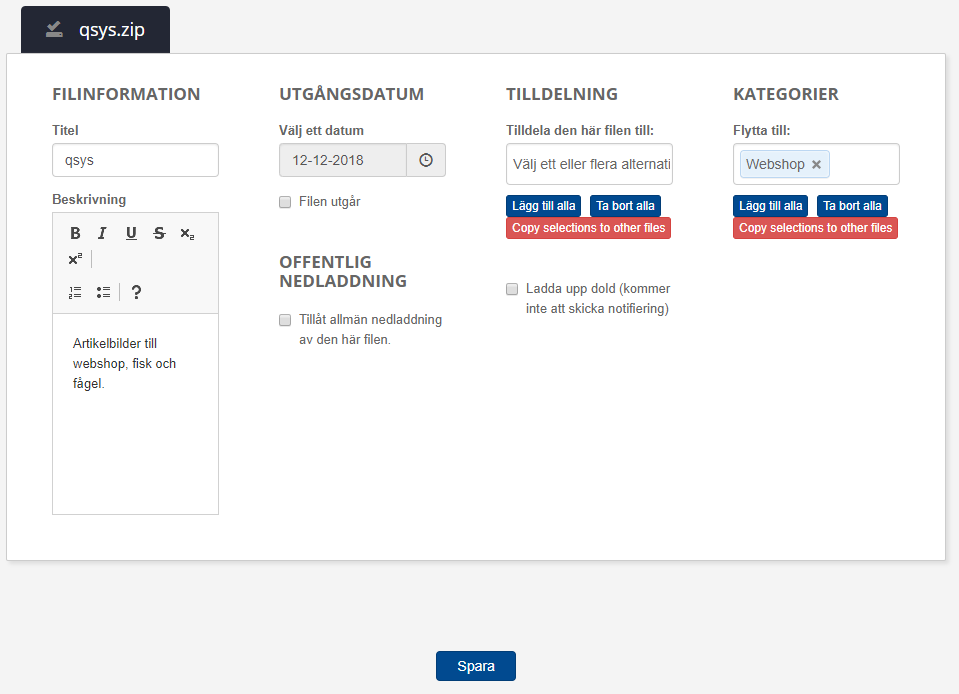 qsys.zip
FILINFORMATION
Titel
qsys
Beskrivning
B I U S x₂
x²
?
Artikelbilder till
webshop, fisk och
fågel.
UTGÅNGSDATUM
Välj ett datum
12-12-2018
Filen utgår
OFFENTLIG
NEDLADDNING
Tillåt allmän nedladdning
av den här filen.
TILLDELNING
Tilldela den här filen till:
Välj ett eller flera alternati
Lägg till alla Ta bort alla
Copy selections to other files
Ladda upp dold (kommer
inte att skicka notifiering)
KATEGORIER
Flytta till:
Webshop ×
Lägg till alla Ta bort alla
Copy selections to other files
Spara